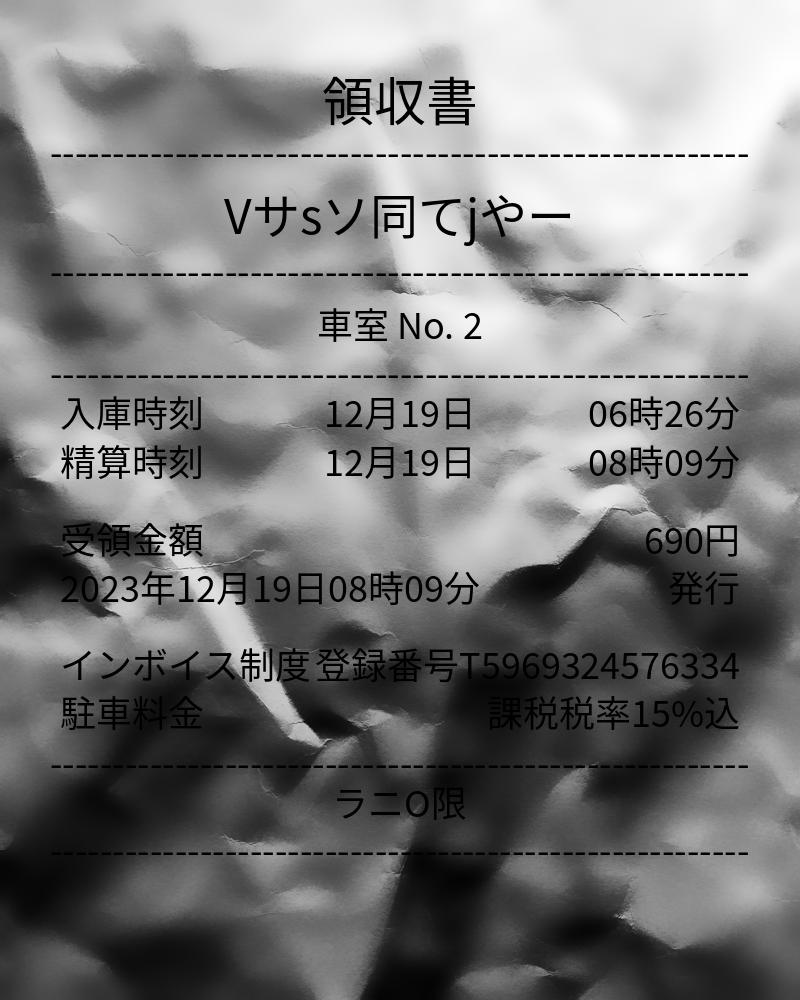 領収書
Vサsソ同てjやー
車室 No. 2
入庫時刻 12月19日 06時26分
精算時刻 12月19日 08時09分
受領金額 690円
2023年12月19日08時09分 発行
インボイス制度 登録番号T5969324576334
駐車料金 課税税率15%込
ラニO限